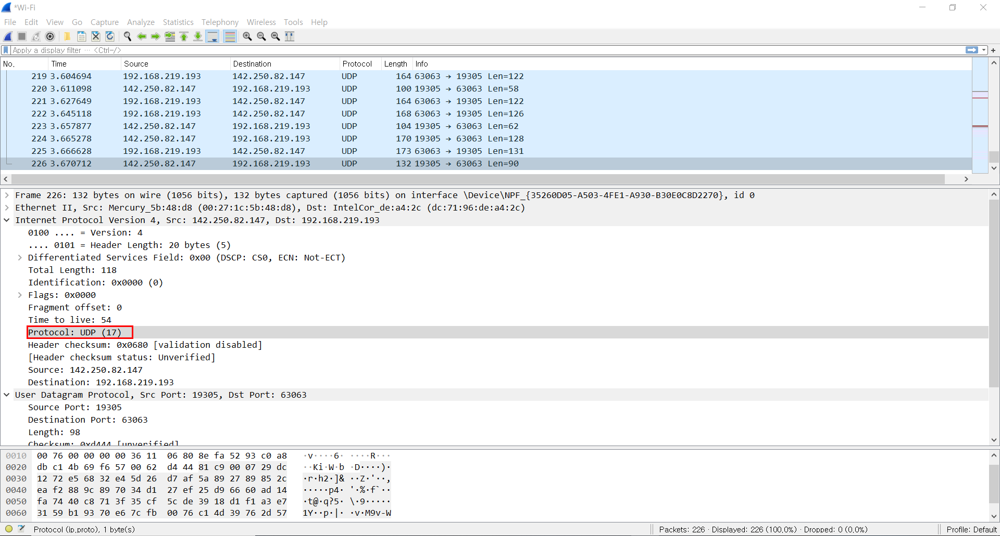 *Wi-Fi
File Edit View Go Capture Analyze Statistics Telephony Wireless Tools Help
Apply a display filter ... <Ctrl-/>
+
No. Time Source Destination Protocol Length Info
219 3.604694 192.168.219.193 142.250.82.147 UDP 164 63063 → 19305 Len=122
220 3.611098 142.250.82.147 192.168.219.193 UDP 100 19305 → 63063 Len=58
221 3.627649 192.168.219.193 142.250.82.147 UDP 164 63063 → 19305 Len=122
222 3.645118 192.168.219.193 142.250.82.147 UDP 168 63063 → 19305 Len=126
223 3.657877 142.250.82.147 192.168.219.193 UDP 104 19305 → 63063 Len=62
224 3.665278 142.250.82.147 192.168.219.193 UDP 170 19305 → 63063 Len=128
225 3.666628 192.168.219.193 142.250.82.147 UDP 173 63063 → 19305 Len=131
226 3.670712 142.250.82.147 192.168.219.193 UDP 132 19305 → 63063 Len=90
Frame 226: 132 bytes on wire (1056 bits), 132 bytes captured (1056 bits) on interface \Device\NPF_{35260D05-A503-4FE1-A930-B30E0C8D2270}, id 0
Ethernet II, Src: Mercury_5b:48:d8 (00:27:1c:5b:48:d8), Dst: IntelCor_de:a4:2c (dc:71:96:de:a4:2c)
Internet Protocol Version 4, Src: 142.250.82.147, Dst: 192.168.219.193
0100 .... = Version: 4
.... 0101 = Header Length: 20 bytes (5)
Differentiated Services Field: 0x00 (DSCP: CS0, ECN: Not-ECT)
Total Length: 118
Identification: 0x0000 (0)
Flags: 0x0000
Fragment offset: 0
Time to live: 54
Protocol: UDP (17)
Header checksum: 0x0680 [validation disabled]
[Header checksum status: Unverified]
Source: 142.250.82.147
Destination: 192.168.219.193
User Datagram Protocol, Src Port: 19305, Dst Port: 63063
Source Port: 19305
Destination Port: 63063
Length: 98
Checksum: 0xd444 [unverified]
0010 00 76 00 00 00 00 36 11 06 80 8e fa 52 93 c0 a8 ·v····6· ····R···
0020 db c1 4b 69 f6 57 00 62 d4 44 81 c9 00 07 29 dc ··Ki·W·b ·D····)·
0030 12 72 e5 68 32 e4 5d 26 d7 af 5a 89 27 89 85 2c ·r·h2·]& ··Z·'··,
0040 ea f2 88 9c 89 70 34 d1 27 ef 25 d9 66 60 ad 14 ·····p4· '·%·f`··
0050 fa 74 40 c8 71 3f 35 cf 5c de 39 18 d1 f1 a3 e7 ·t@·q?5· \·9·····
0060 31 59 b1 93 70 e6 7c fb 00 76 c1 4d 39 76 2d 57 1Y··p·|· ·v·M9v-W
Protocol (ip.proto), 1 byte(s) Packets: 226 · Displayed: 226 (100.0%) · Dropped: 0 (0.0%) Profile: Default